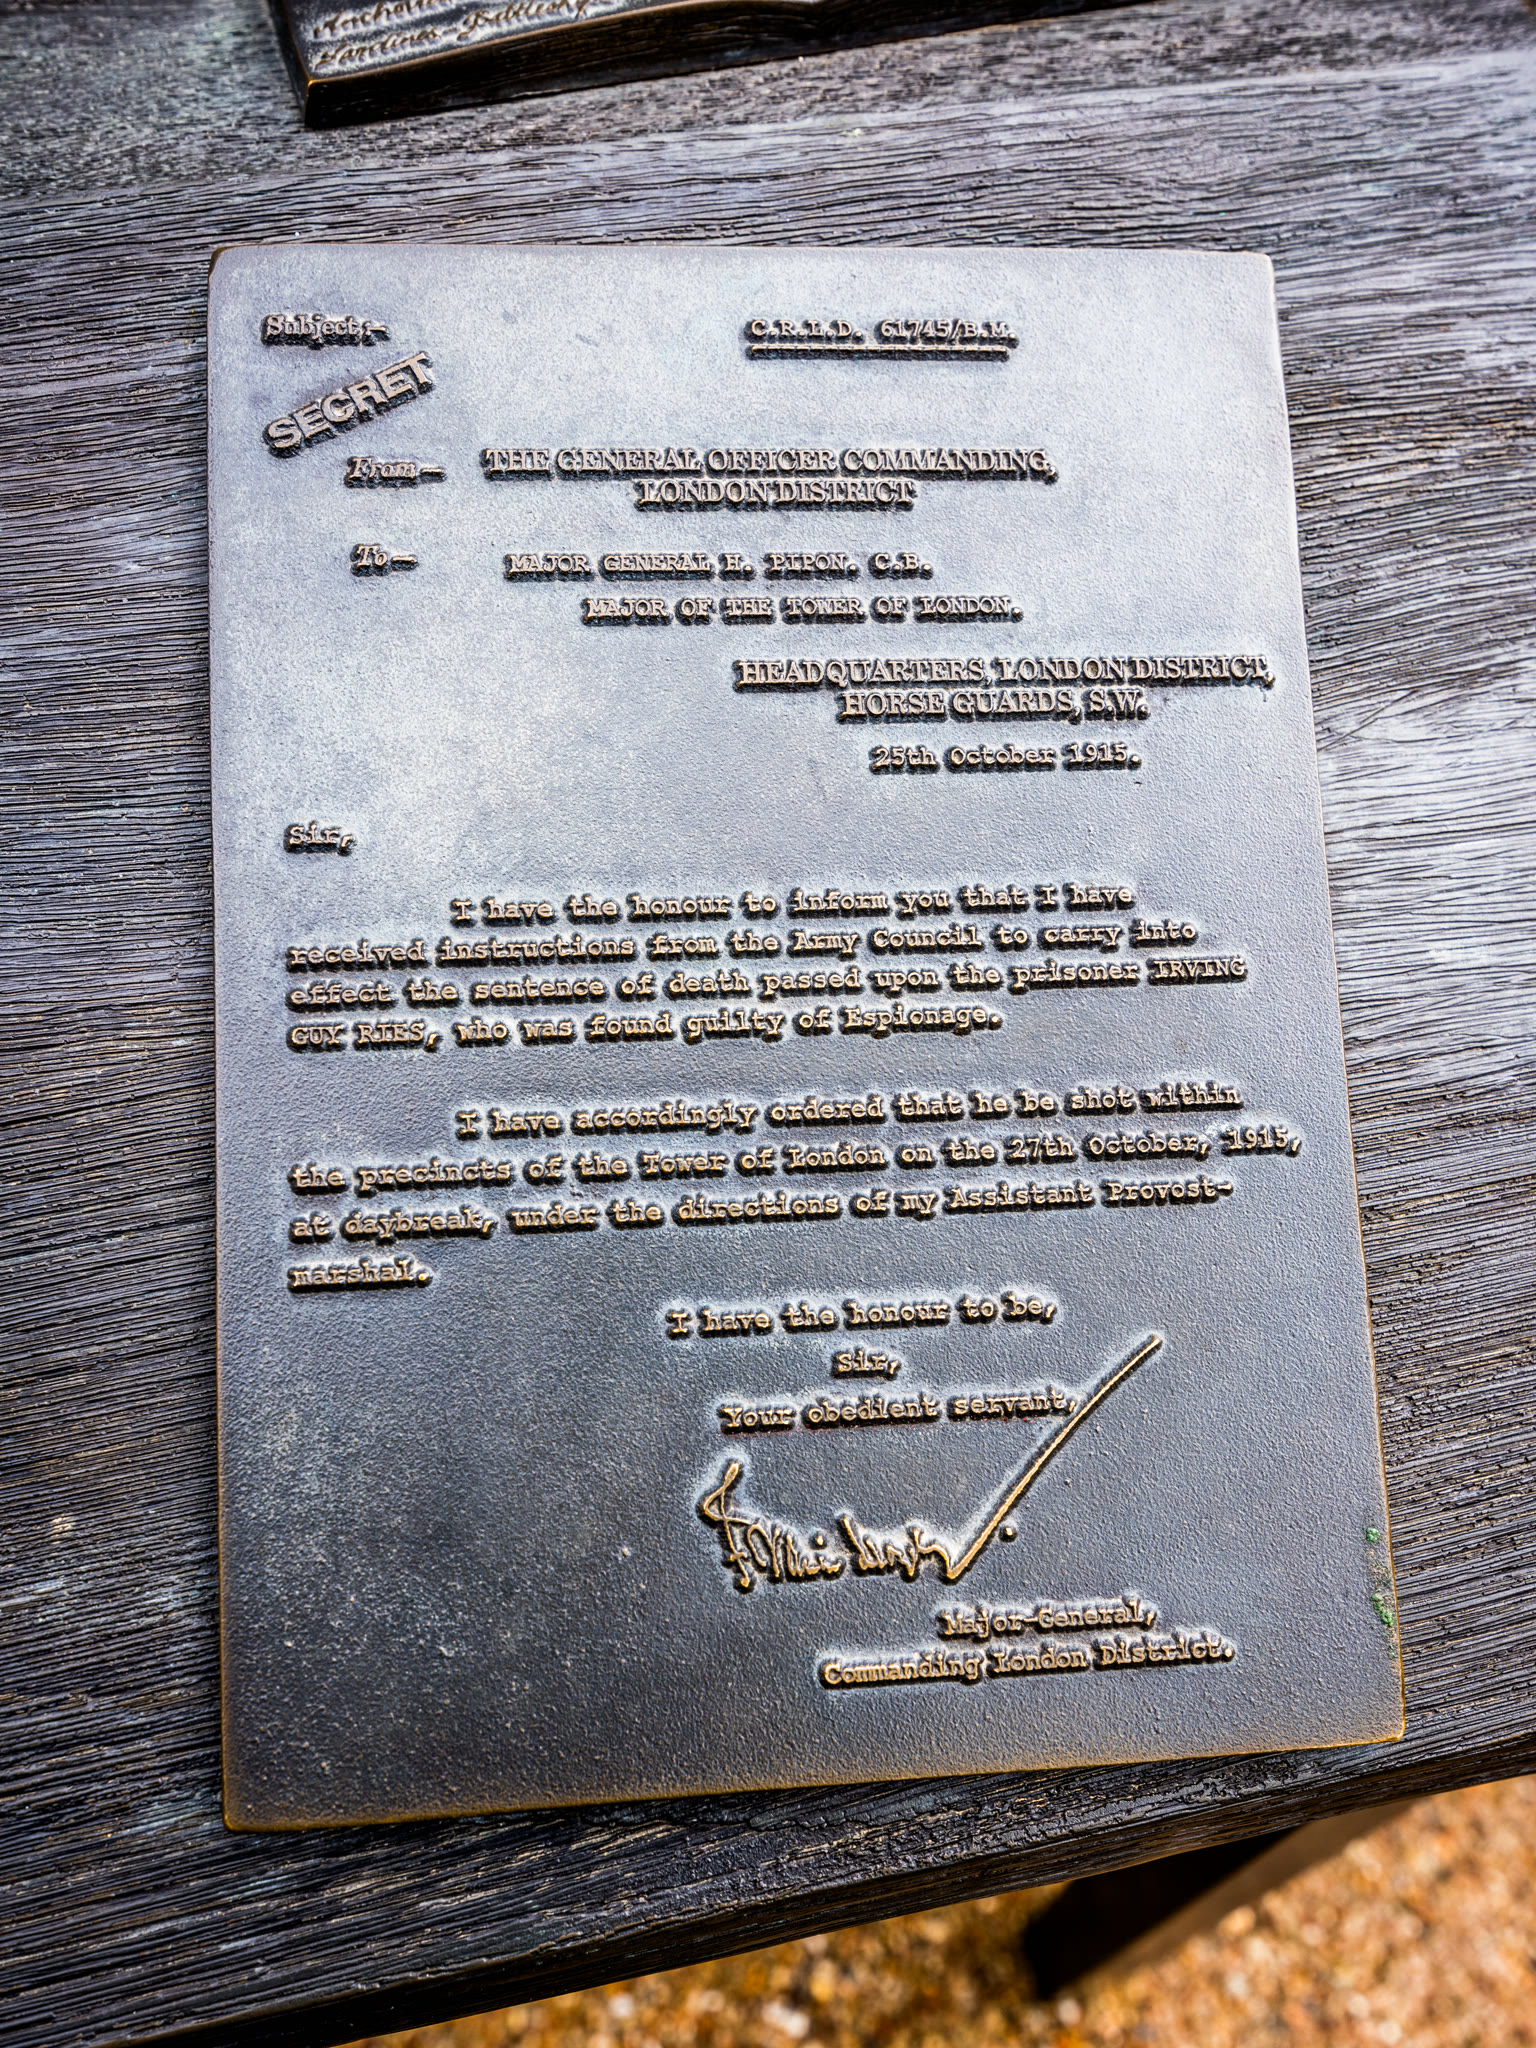 Subject;-
C.R.L.D. 61745/B.M.
SECRET
From—
THE GENERAL OFFICER COMMANDING,
LONDON DISTRICT
To—
MAJOR GENERAL H. PIPON. C.B.
MAJOR OF THE TOWER OF LONDON.
HEADQUARTERS, LONDON DISTRICT,
HORSE GUARDS, S.W.
25th October 1915.
Sir,
I have the honour to inform you that I have
received instructions from the Army Council to carry into
effect the sentence of death passed upon the prisoner IRVING
GUY RIES, who was found guilty of Espionage.
I have accordingly ordered that he be shot within
the precincts of the Tower of London on the 27th October, 1915,
at daybreak, under the directions of my Assistant Provost-
marshal.
I have the honour to be,
Sir,
Your obedient servant,
Major-General,
Commanding London District.